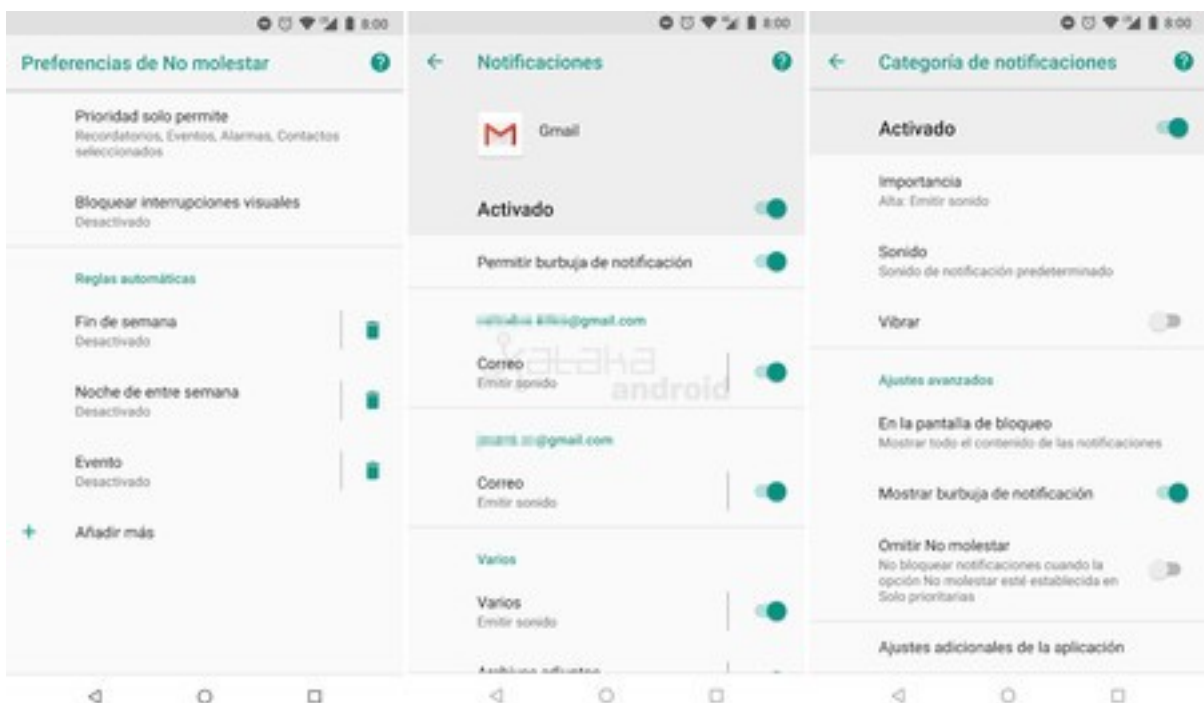 8:00
Preferencias de No molestar
?
Prioridad solo permite
Recordatorios, Eventos, Alarmas, Contactos
seleccionados
Bloquear interrupciones visuales
Desactivado
Reglas automáticas
Fin de semana
Desactivado
Noche de entre semana
Desactivado
Evento
Desactivado
+ Añadir más
8:00
Notificaciones
?
Gmail
Activado
Permitir burbuja de notificación
@gmail.com
Correo
Emitir sonido
xataka
android
@gmail.com
Correo
Emitir sonido
Varios
Varios
Emitir sonido
Archivos adjuntos
8:00
Categoría de notificaciones
?
Activado
Importancia
Alta: Emitir sonido
Sonido
Sonido de notificación predeterminado
Vibrar
Ajustes avanzados
En la pantalla de bloqueo
Mostrar todo el contenido de las notificaciones
Mostrar burbuja de notificación
Omitir No molestar
No bloquear notificaciones cuando la
opción No molestar esté establecida en
Solo prioritarias
Ajustes adicionales de la aplicación